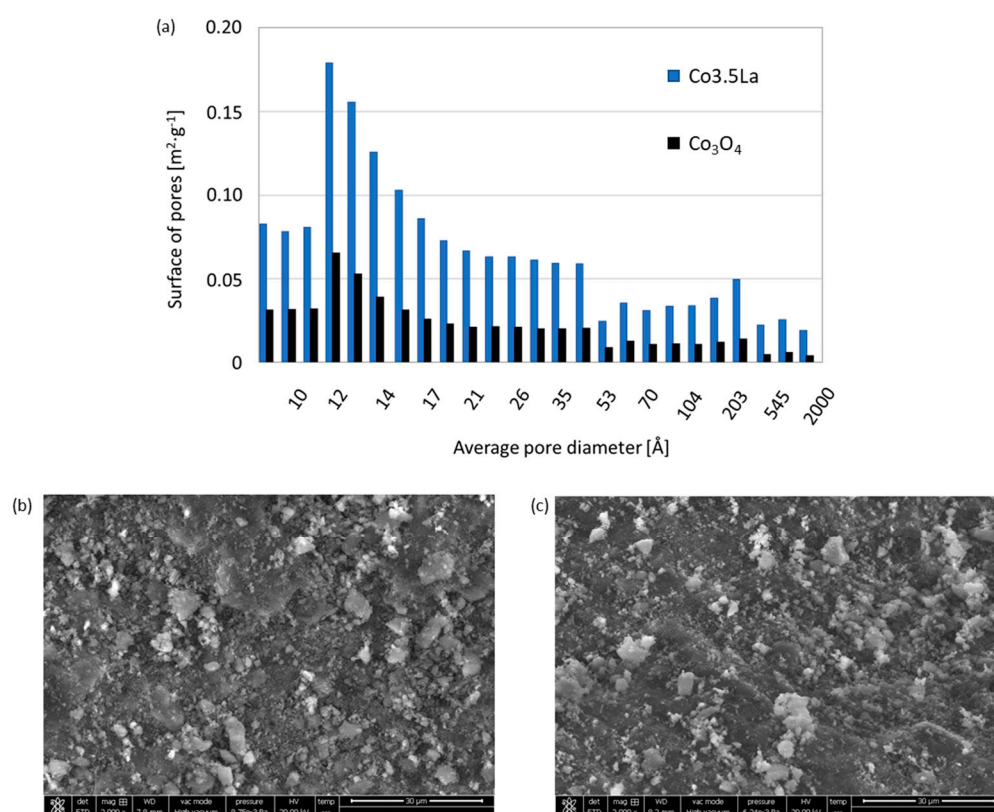 (a)
0.20
0.15
0.10
0.05
0
Surface of pores [m²·g⁻¹]
Co3.5La
Co₃O₄
10 12 14 17 21 26 35 53 70 104 203 545 2000
Average pore diameter [Å]
(b)
(c)
det mag WD vac mode pressure HV temp 30 µm
det mag WD vac mode pressure HV temp 30 µm